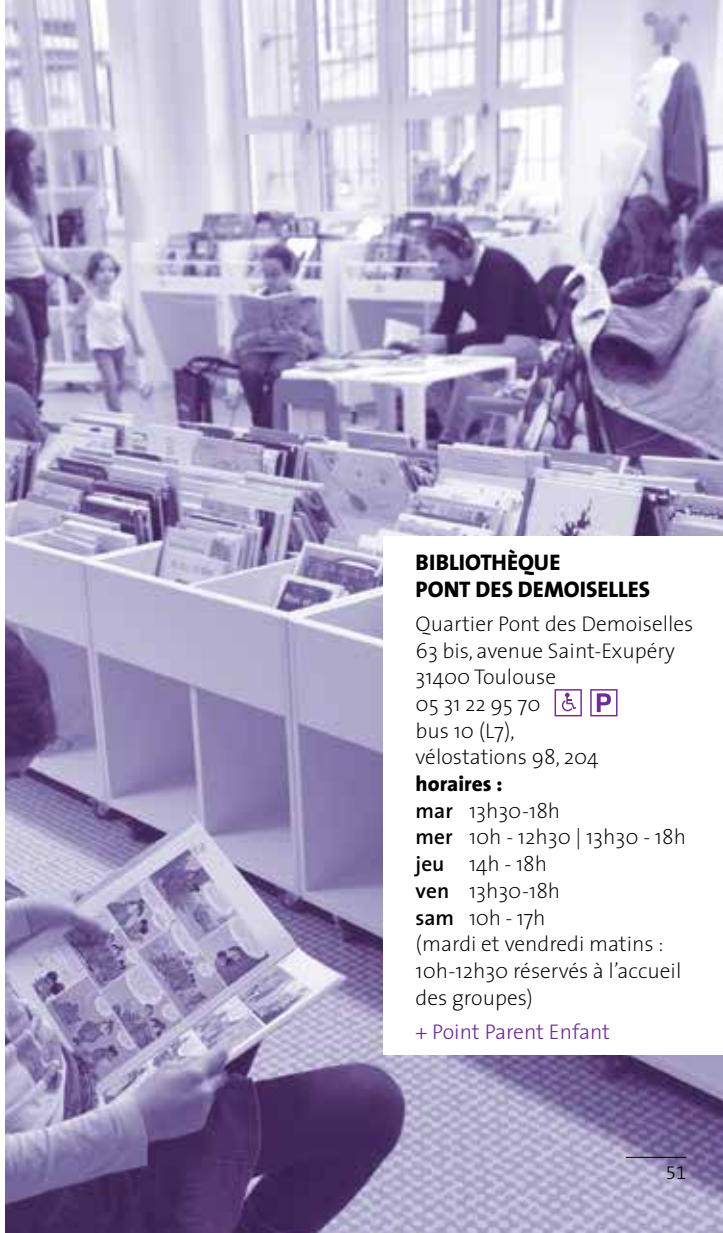 BIBLIOTHÈQUE
PONT DES DEMOISELLES
Quartier Pont des Demoiselles
63 bis, avenue Saint-Exupéry
31400 Toulouse
05 31 22 95 70 P
bus 10 (L7),
vélostations 98, 204
horaires :
mar 13h30-18h
mer 10h - 12h30 | 13h30 - 18h
jeu 14h - 18h
ven 13h30-18h
sam 10h - 17h
(mardi et vendredi matins :
10h-12h30 réservés à l’accueil
des groupes)
+ Point Parent Enfant
51